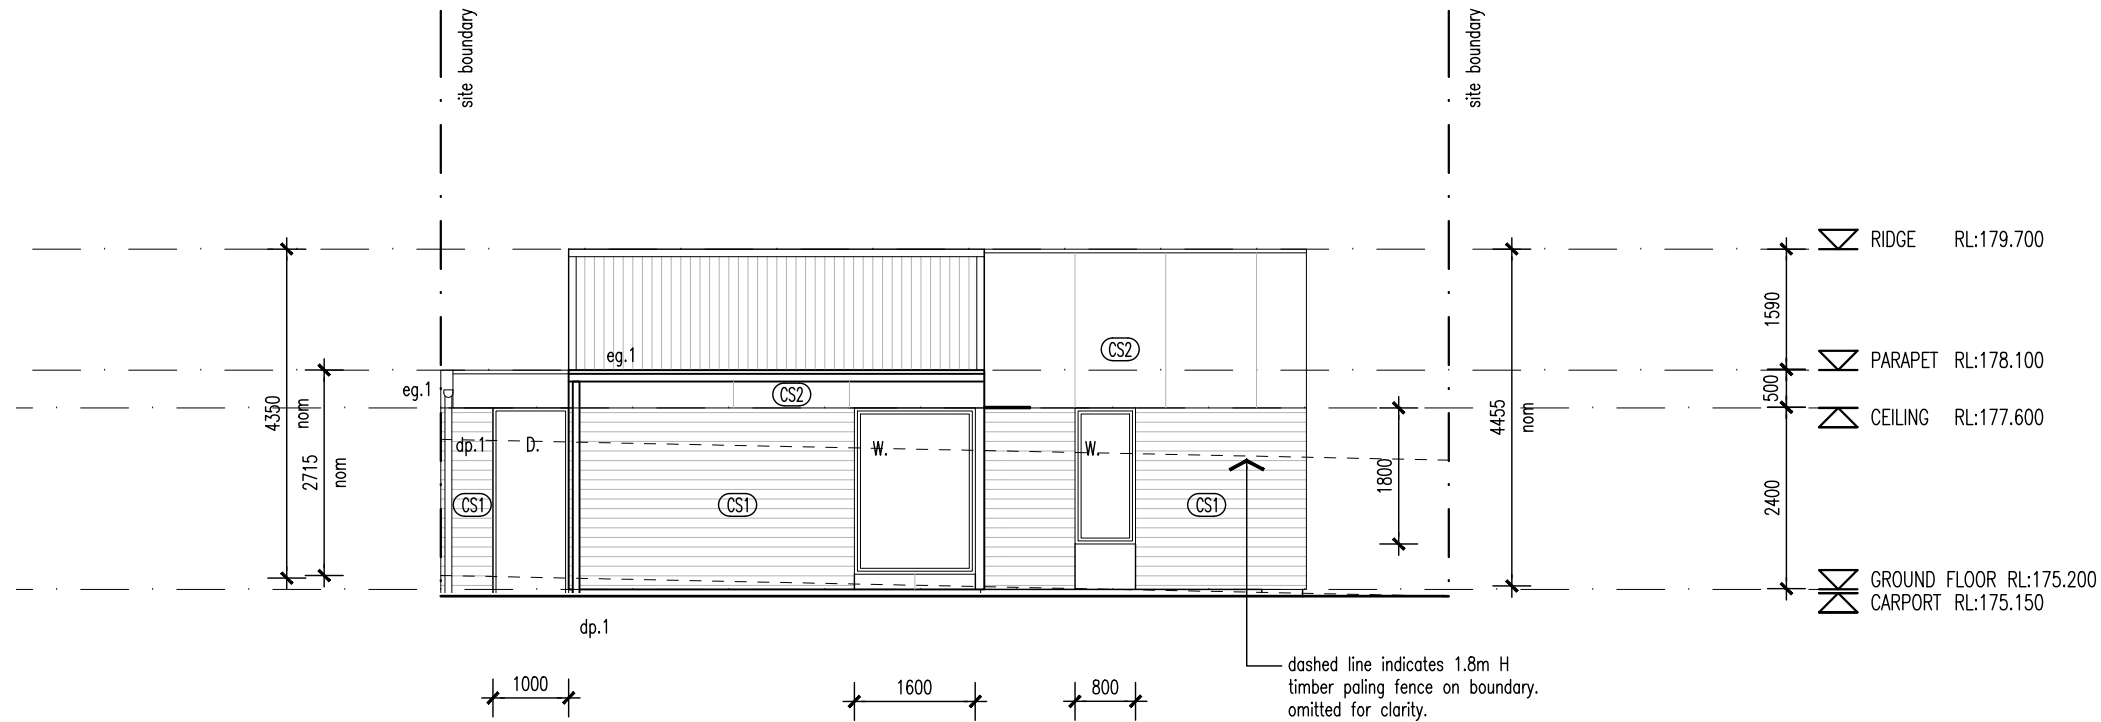 site boundary
site boundary
RIDGE RL:179.700
1590
eg.1
CS2
PARAPET RL:178.100
eg.1
CS2
500
4350
nom
4455
nom
CEILING RL:177.600
dp.1
D.
W.
W.
2715
nom
1800
CS1
CS1
CS1
2400
GROUND FLOOR RL:175.200
CARPORT RL:175.150
dp.1
1000
1600
800
dashed line indicates 1.8m H
timber paling fence on boundary.
omitted for clarity.